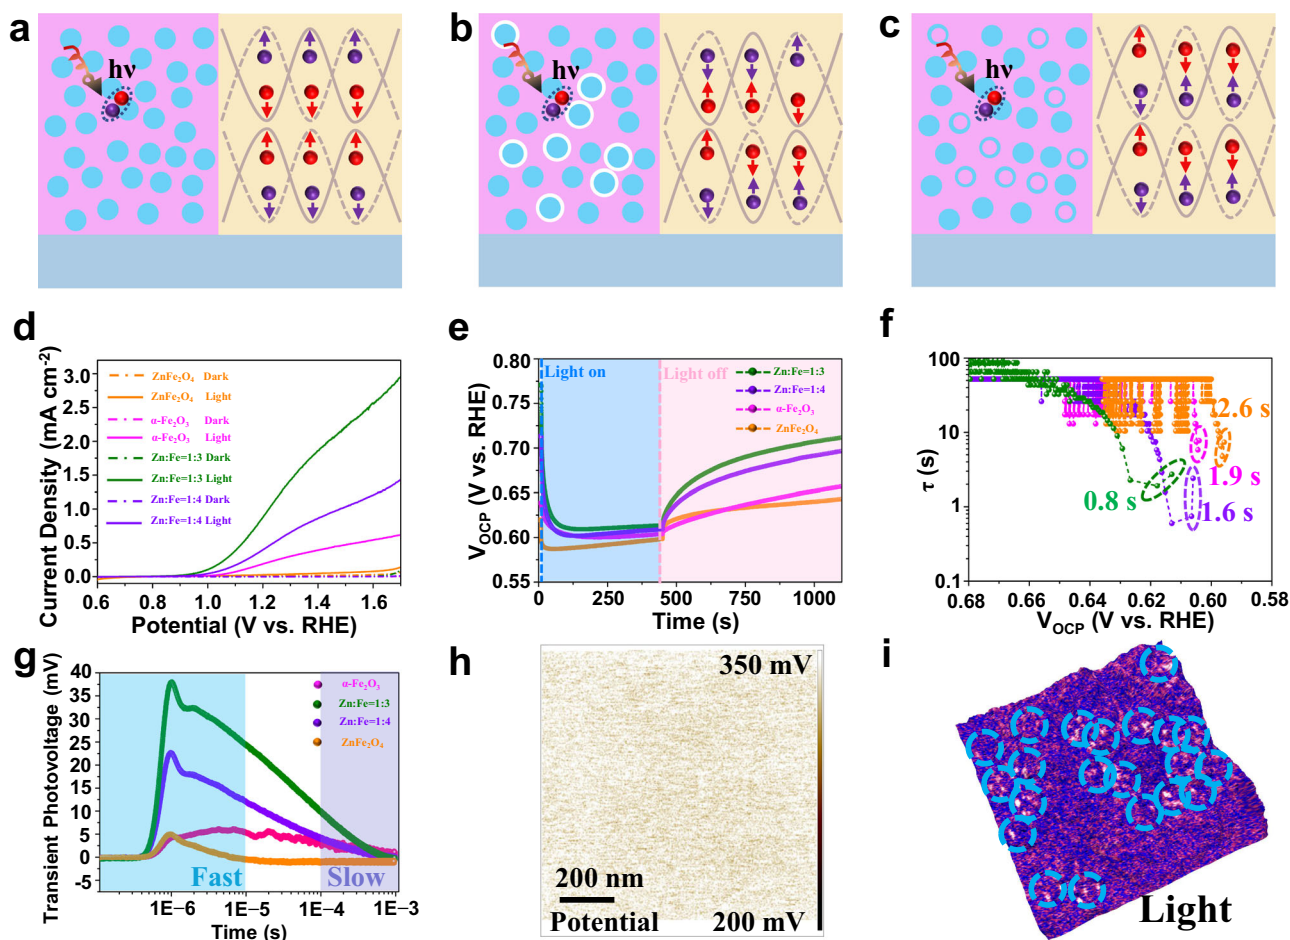 a
hν
b
hν
c
hν
d
Current Density (mA cm⁻²)
3.0
2.5
2.0
1.5
1.0
0.5
0.0
ZnFe₂O₄ Dark
ZnFe₂O₄ Light
α-Fe₂O₃ Dark
α-Fe₂O₃ Light
Zn:Fe=1:3 Dark
Zn:Fe=1:3 Light
Zn:Fe=1:4 Dark
Zn:Fe=1:4 Light
0.6 0.8 1.0 1.2 1.4 1.6
Potential (V vs. RHE)
e
V_OCP (V vs. RHE)
0.80
0.75
0.70
0.65
0.60
0.55
Light on
Light off
Zn:Fe=1:3
Zn:Fe=1:4
α-Fe₂O₃
ZnFe₂O₄
0 250 500 750 1000
Time (s)
f
τ (s)
100
10
1
0.1
2.6 s
1.9 s
0.8 s
1.6 s
0.68 0.66 0.64 0.62 0.60 0.58
V_OCP (V vs. RHE)
g
Transient Photovoltage (mV)
40
35
30
25
20
15
10
5
0
-5
α-Fe₂O₃
Zn:Fe=1:3
Zn:Fe=1:4
ZnFe₂O₄
Fast
Slow
1E−6 1E−5 1E−4 1E−3
Time (s)
h
350 mV
200 nm
Potential
200 mV
i
Light